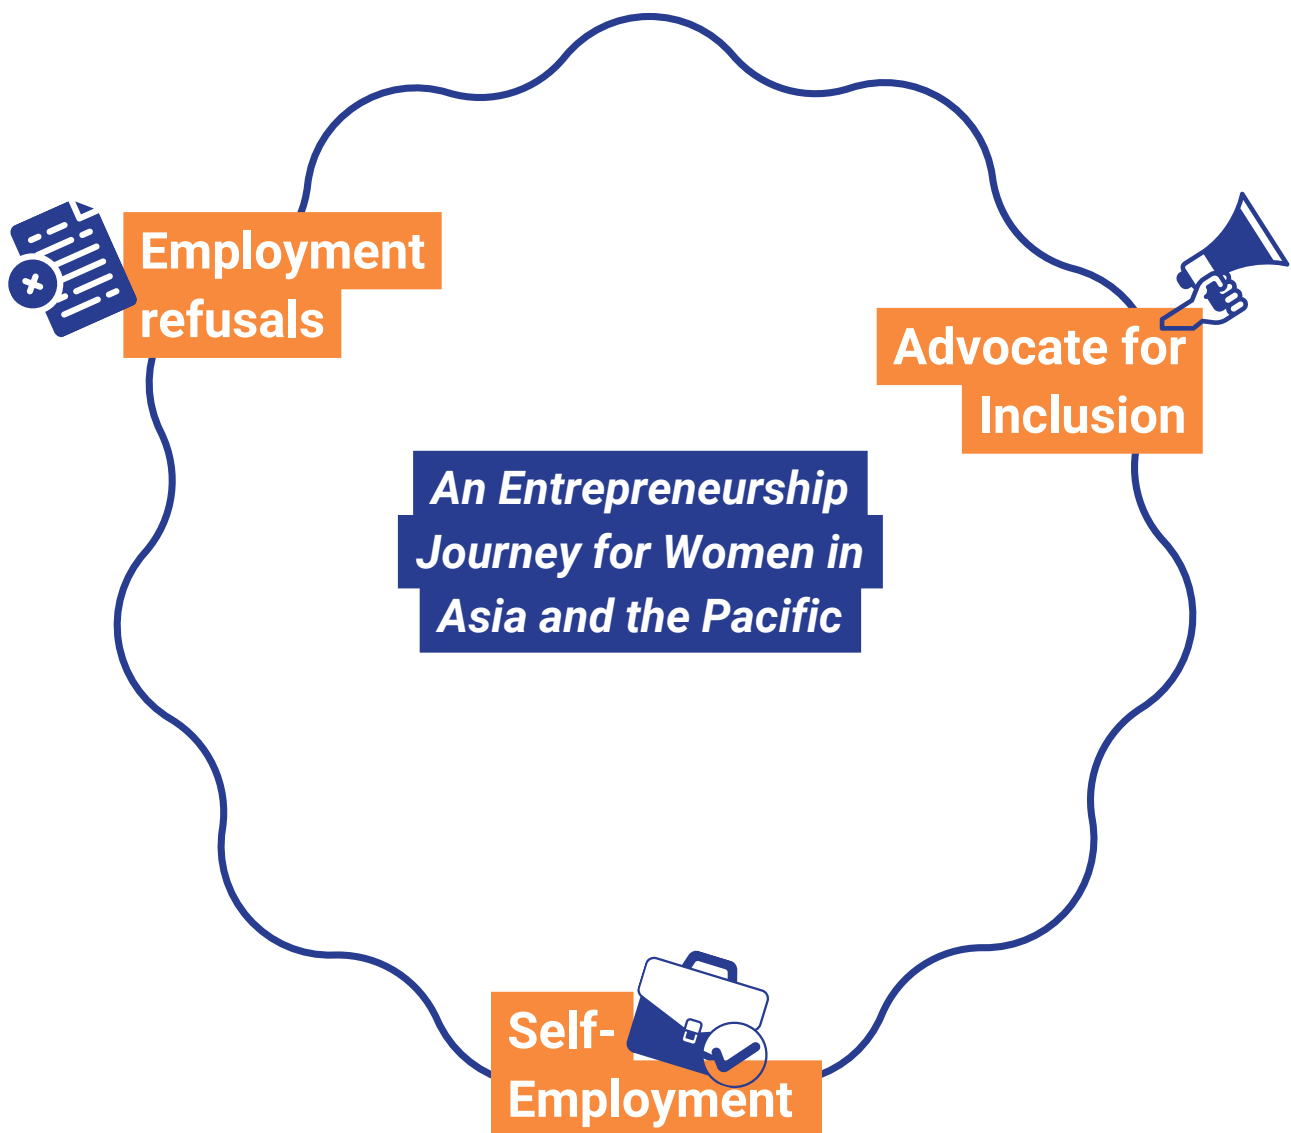 Employment
refusals
Advocate for
Inclusion
An Entrepreneurship
Journey for Women in
Asia and the Pacific
Self-
Employment